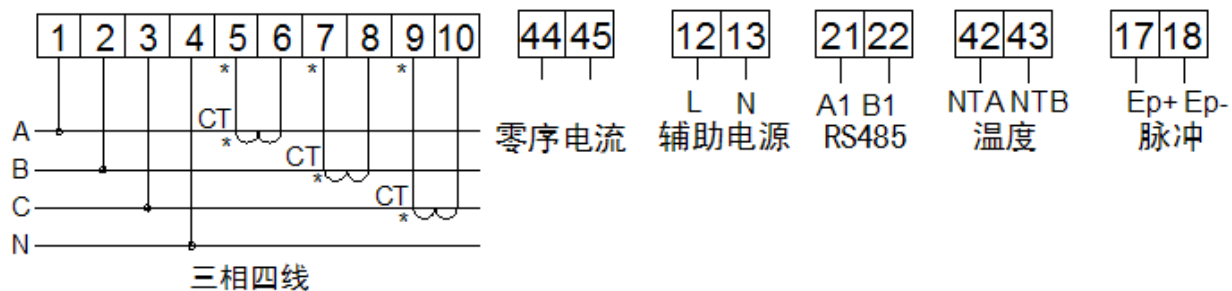 1 2 3 4 5 6 7 8 9 10 44 45 12 13 21 22 42 43 17 18
* * *
L N A1 B1 NTA NTB Ep+ Ep-
A CT *
零序电流 辅助电源 RS485 温度 脉冲
B CT *
C CT *
N
三相四线